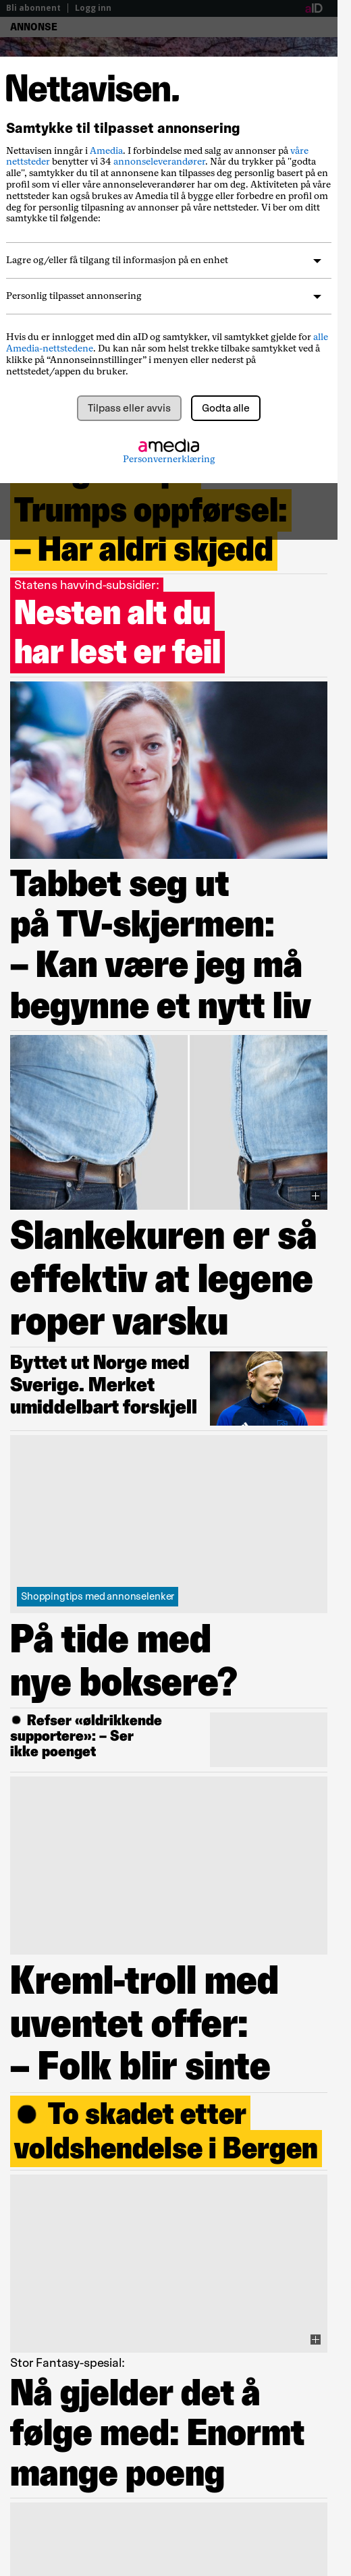 Bli abonnent | Logg inn
aID
ANNONSE
Nettavisen.
Samtykke til tilpasset annonsering
Nettavisen inngår i Amedia. I forbindelse med salg av annonser på våre
nettsteder benytter vi 34 annonseleverandører. Når du trykker på "godta
alle", samtykker du til at annonsene kan tilpasses deg personlig basert på en
profil som vi eller våre annonseleverandører har om deg. Aktiviteten på våre
nettsteder kan også brukes av Amedia til å bygge eller forbedre en profil om
deg for personlig tilpasning av annonser på våre nettsteder. Vi ber om ditt
samtykke til følgende:
Lagre og/eller få tilgang til informasjon på en enhet
Personlig tilpasset annonsering
Hvis du er innlogget med din aID og samtykker, vil samtykket gjelde for alle
Amedia-nettstedene. Du kan når som helst trekke tilbake samtykket ved å
klikke på “Annonseinnstillinger” i menyen eller nederst på
nettstedet/appen du bruker.
Tilpass eller avvis
Godta alle
amedia
Personvernerklæring
Trumps oppførsel:
– Har aldri skjedd
Statens havvind-subsidier:
Nesten alt du
har lest er feil
Tabbet seg ut
på TV-skjermen:
– Kan være jeg må
begynne et nytt liv
Slankekuren er så
effektiv at legene
roper varsku
Byttet ut Norge med
Sverige. Merket
umiddelbart forskjell
Shoppingtips med annonselenker
På tide med
nye boksere?
Refser «øldrikkende
supportere»: – Ser
ikke poenget
Kreml-troll med
uventet offer:
– Folk blir sinte
To skadet etter
voldshendelse i Bergen
Stor Fantasy-spesial:
Nå gjelder det å
følge med: Enormt
mange poeng